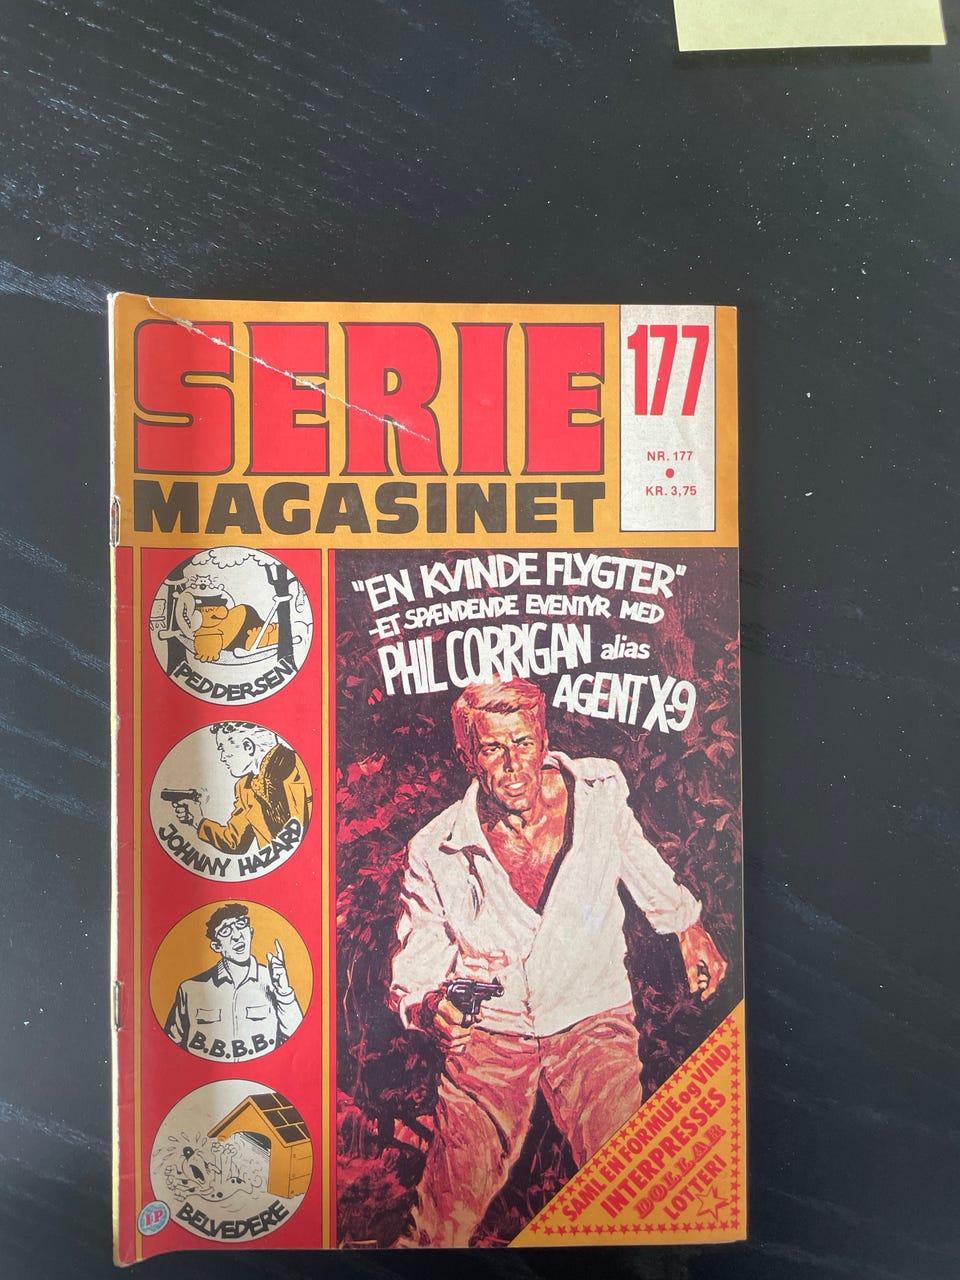 SERIE
MAGASINET
177
NR. 177
KR. 3,75
"EN KVINDE FLYGTER"
-ET SPÆNDENDE EVENTYR MED
PHIL CORRIGAN alias
AGENT X-9
PEDDERSEN
JOHNNY HAZARD
B.B.B.B.
BELVEDERE
IP
SAML EN FORMUE og VIND
INTERPRESSES
DOLLAR
LOTTERI